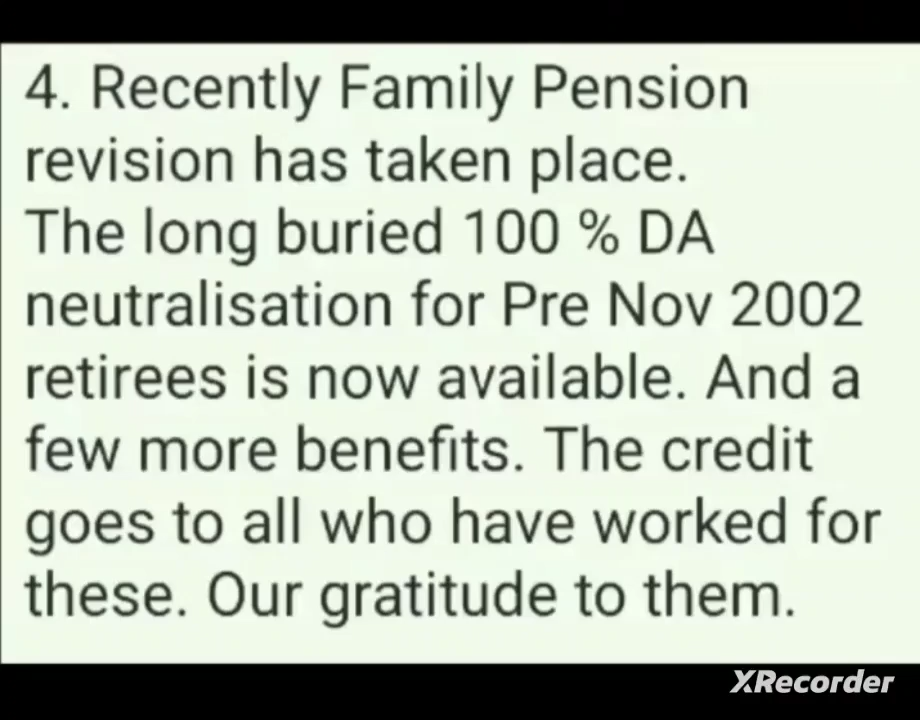 4. Recently Family Pension
revision has taken place.
The long buried 100 % DA
neutralisation for Pre Nov 2002
retirees is now available. And a
few more benefits. The credit
goes to all who have worked for
these. Our gratitude to them.
XRecorder